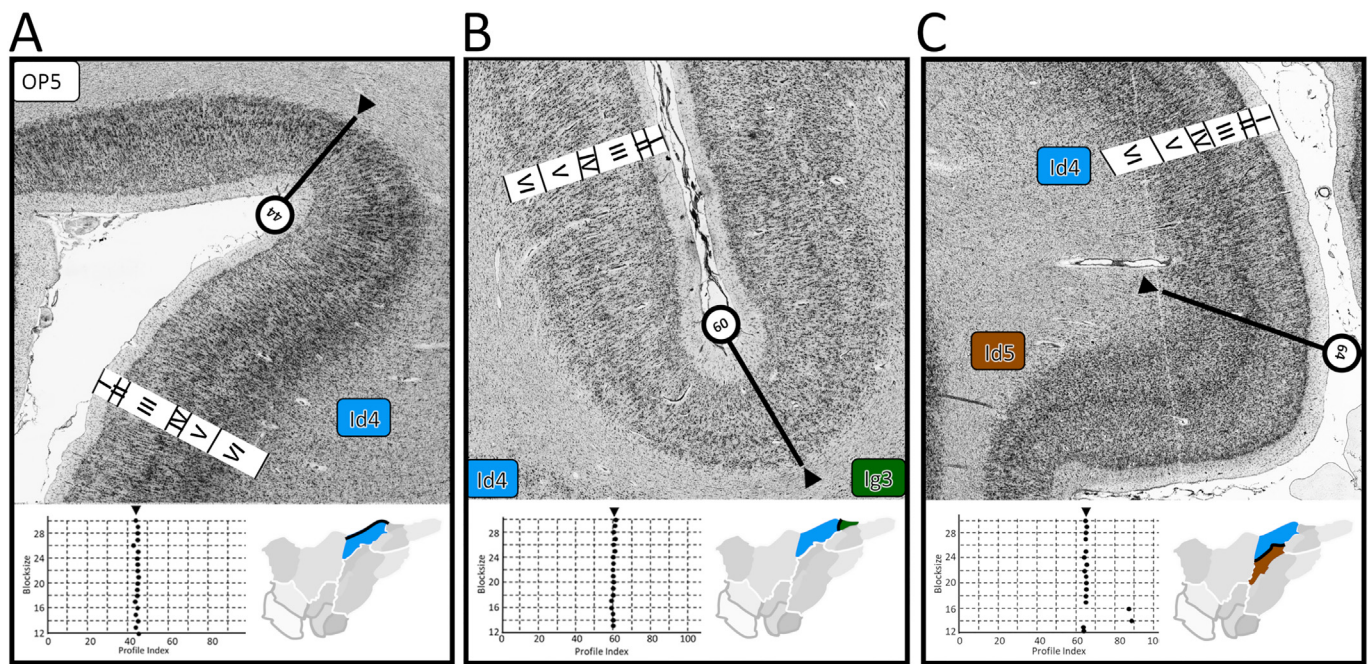 A
B
C
OP5
44
I
II
III
IV
V
VI
Id4
I
II
III
IV
V
VI
60
Id4
Ig3
I
II
III
IV
V
VI
Id4
Id5
64
Blocksize
28
24
20
16
12
0
20
40
60
80
Profile Index
Blocksize
28
24
20
16
12
0
20
40
60
80
100
Profile Index
Blocksize
28
24
20
16
12
0
20
40
60
80
10
Profile Index